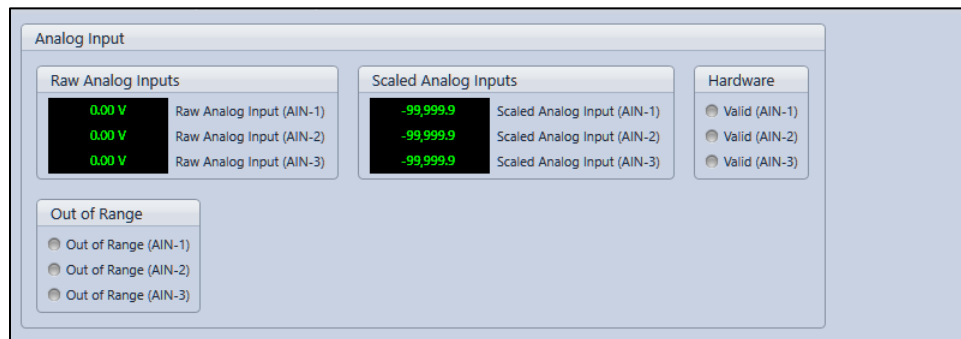 Analog Input
Raw Analog Inputs
0.00 V Raw Analog Input (AIN-1)
0.00 V Raw Analog Input (AIN-2)
0.00 V Raw Analog Input (AIN-3)
Scaled Analog Inputs
-99,999.9 Scaled Analog Input (AIN-1)
-99,999.9 Scaled Analog Input (AIN-2)
-99,999.9 Scaled Analog Input (AIN-3)
Hardware
Valid (AIN-1)
Valid (AIN-2)
Valid (AIN-3)
Out of Range
Out of Range (AIN-1)
Out of Range (AIN-2)
Out of Range (AIN-3)